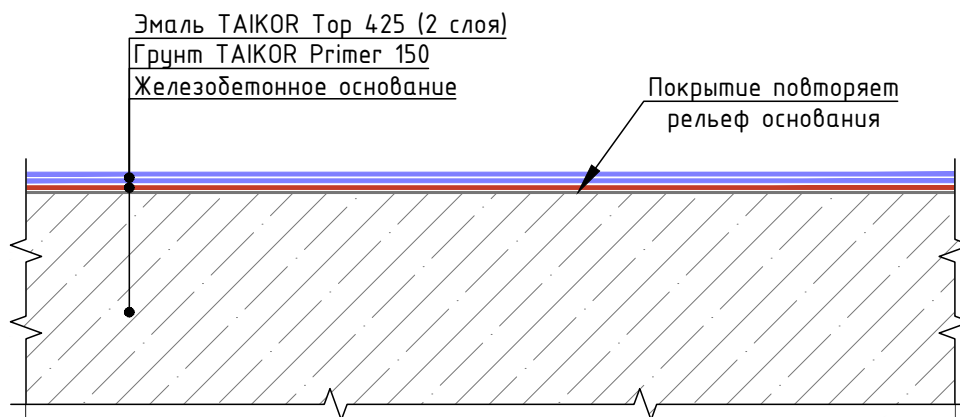 Эмаль TAIKOR Top 425 (2 слоя)
Грунт TAIKOR Primer 150
Железобетонное основание
Покрытие повторяет
рельеф основания